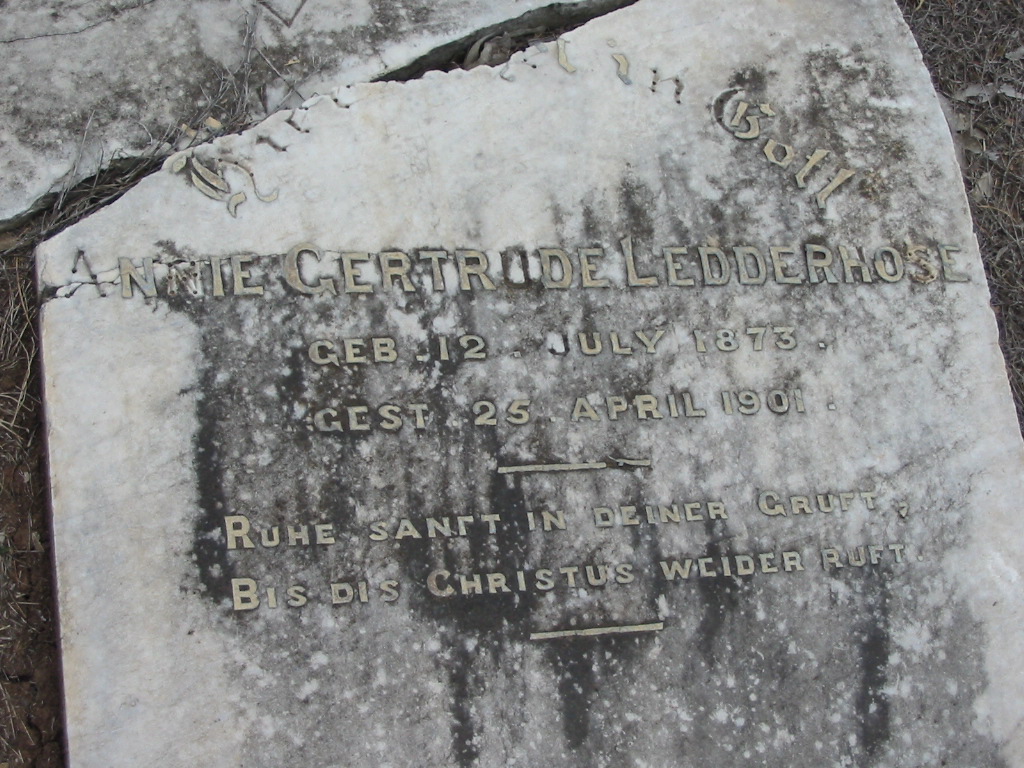 in Gott
ANNIE GERTRUDE LEDDERHOSE
GEB. 12. JULY 1873.
GEST 25. APRIL 1901.
RUHE SANFT IN DEINER GRUFT,
BIS DIS CHRISTUS WEIDER RUFT.